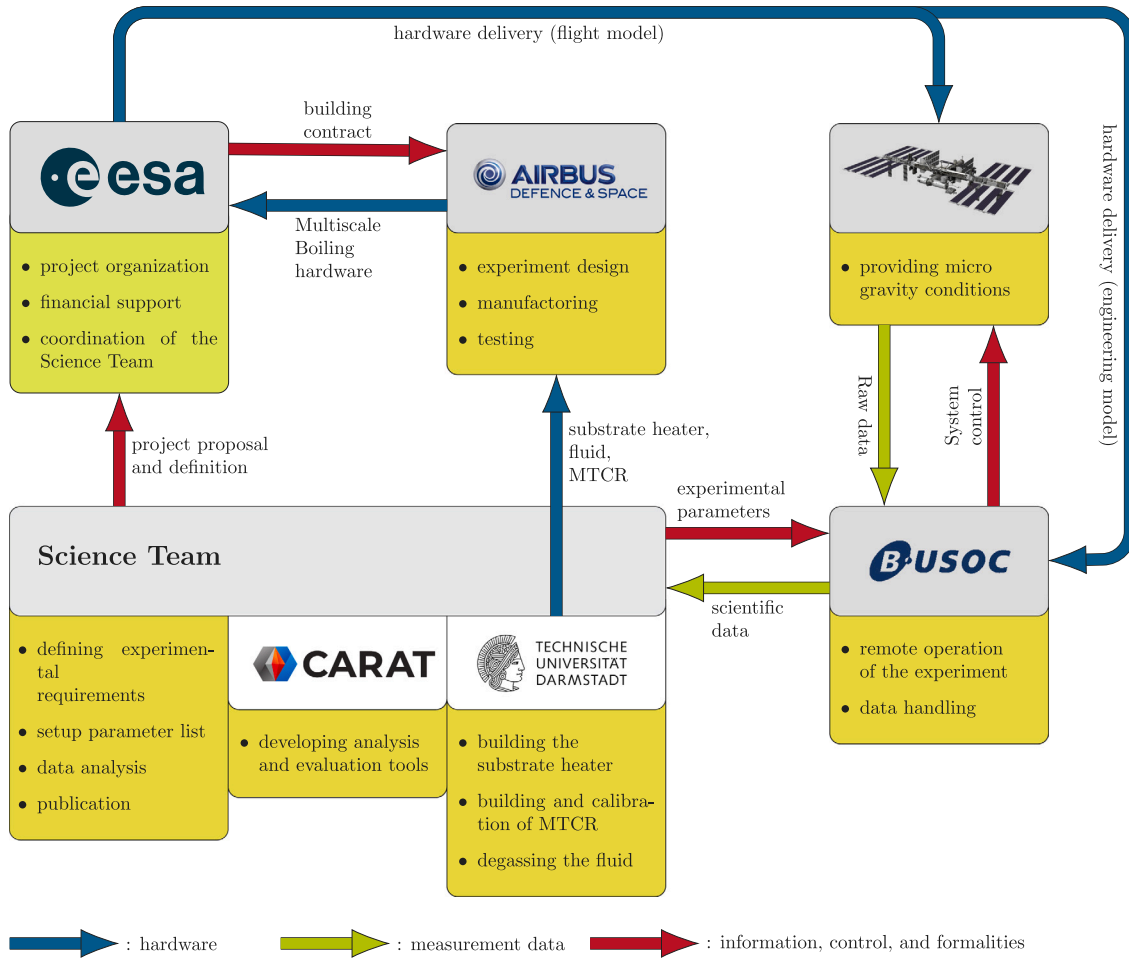 hardware delivery (flight model)
hardware delivery (engineering model)
building
contract
esa
AIRBUS
DEFENCE & SPACE
Multiscale
Boiling
hardware
• project organization
• financial support
• coordination of the
Science Team
• experiment design
• manufactoring
• testing
• providing micro
gravity conditions
Raw data
System
control
project proposal
and definition
substrate heater,
fluid,
MTCR
experimental
parameters
Science Team
B.USOC
scientific
data
• defining experimen-
tal
requirements
• setup parameter list
• data analysis
• publication
CARAT
• developing analysis
and evaluation tools
TECHNISCHE
UNIVERSITÄT
DARMSTADT
• building the
substrate heater
• building and calibra-
tion of MTCR
• degassing the fluid
• remote operation
of the experiment
• data handling
: hardware
: measurement data
: information, control, and formalities